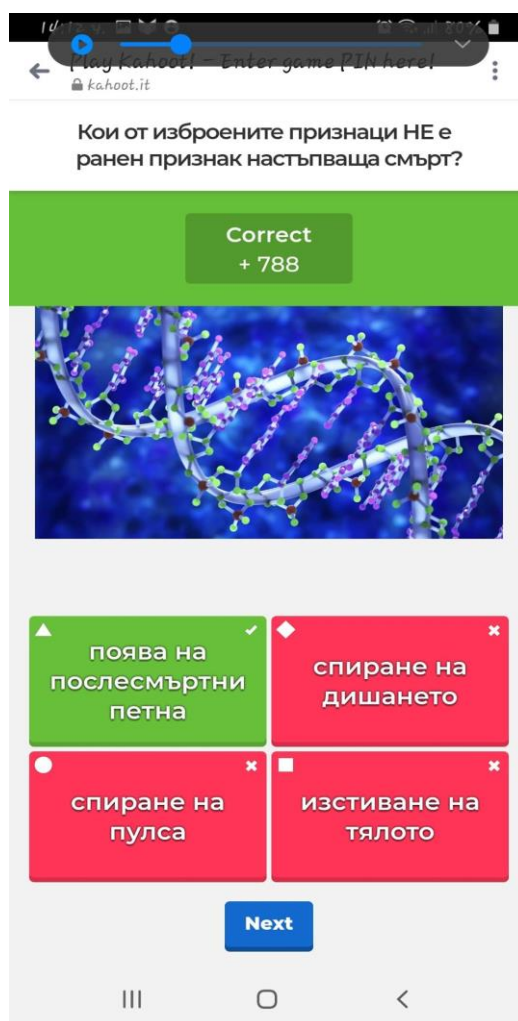 80%
Play Kahoot! - Enter game PIN here!
kahoot.it
Кои от изброените признаци НЕ е
ранен признак настъпваща смърт?
Correct
+ 788
поява на
послесмъртни
петна
спиране на
дишането
спиране на
пулса
изстиване на
тялото
Next